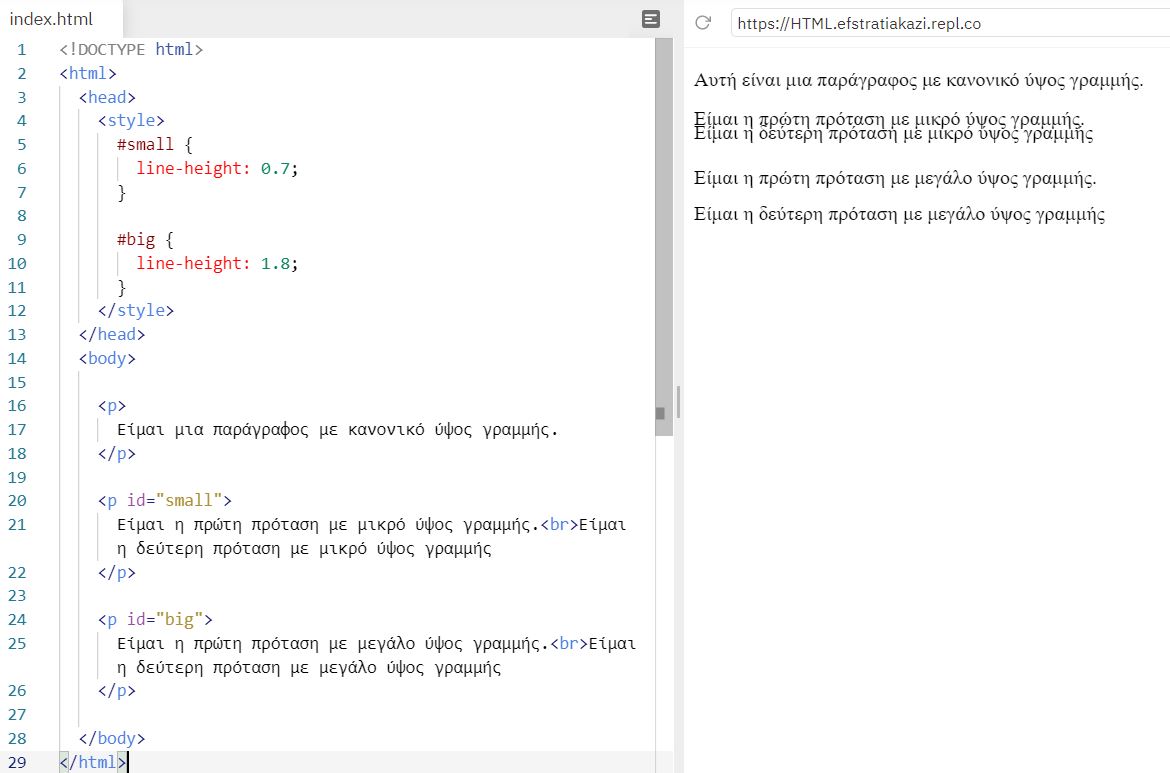 index.html
1 <!DOCTYPE html>
2 <html>
3 <head>
4 <style>
5 #small {
6 line-height: 0.7;
7 }
8
9 #big {
10 line-height: 1.8;
11 }
12 </style>
13 </head>
14 <body>
15
16 <p>
17 Είμαι μια παράγραφος με κανονικό ύψος γραμμής.
18 </p>
19
20 <p id="small">
21 Είμαι η πρώτη πρόταση με μικρό ύψος γραμμής.<br>Είμαι
η δεύτερη πρόταση με μικρό ύψος γραμμής
22 </p>
23
24 <p id="big">
25 Είμαι η πρώτη πρόταση με μεγάλο ύψος γραμμής.<br>Είμαι
η δεύτερη πρόταση με μεγάλο ύψος γραμμής
26 </p>
27
28 </body>
29 </html>
https://HTML.efstratiakazi.repl.co
Αυτή είναι μια παράγραφος με κανονικό ύψος γραμμής.
Είμαι η πρώτη πρόταση με μικρό ύψος γραμμής.
Είμαι η δεύτερη πρόταση με μικρό ύψος γραμμής
Είμαι η πρώτη πρόταση με μεγάλο ύψος γραμμής.
Είμαι η δεύτερη πρόταση με μεγάλο ύψος γραμμής